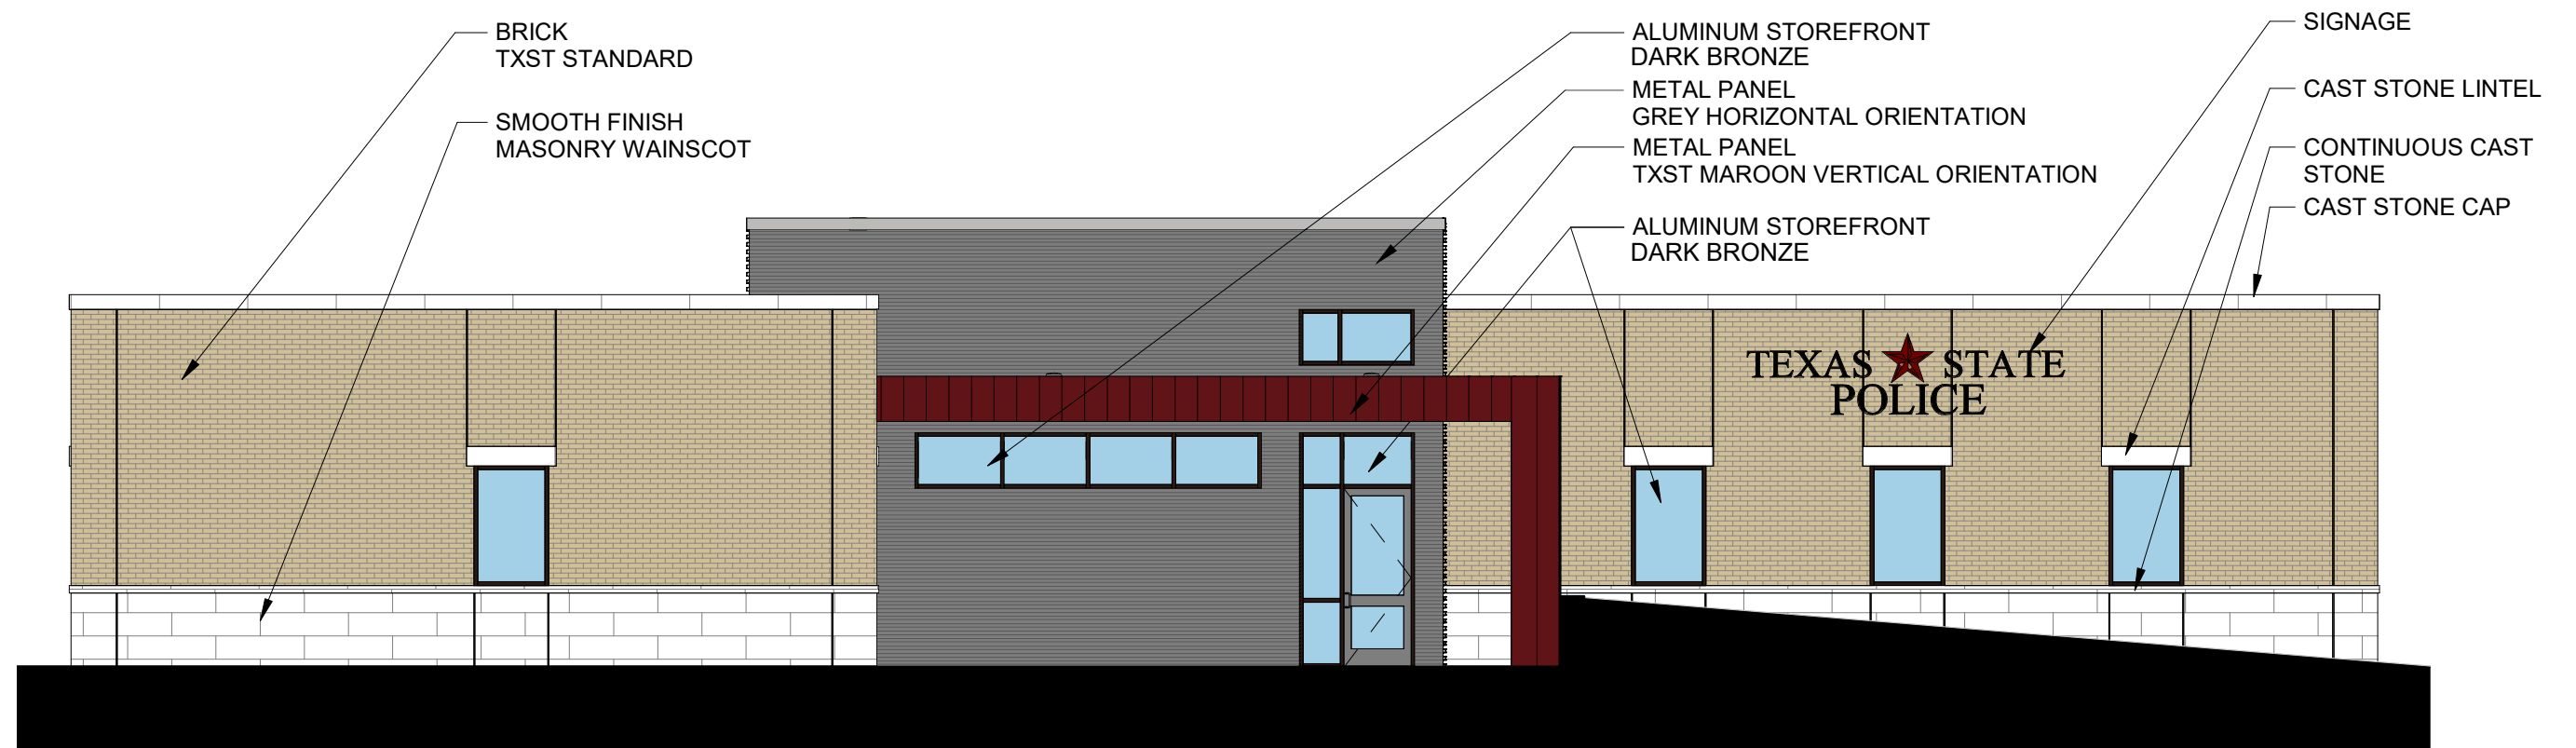 BRICK
TXST STANDARD
SMOOTH FINISH
MASONRY WAINSCOT
ALUMINUM STOREFRONT
DARK BRONZE
METAL PANEL
GREY HORIZONTAL ORIENTATION
METAL PANEL
TXST MAROON VERTICAL ORIENTATION
ALUMINUM STOREFRONT
DARK BRONZE
SIGNAGE
CAST STONE LINTEL
CONTINUOUS CAST
STONE
CAST STONE CAP
TEXAS STATE
POLICE